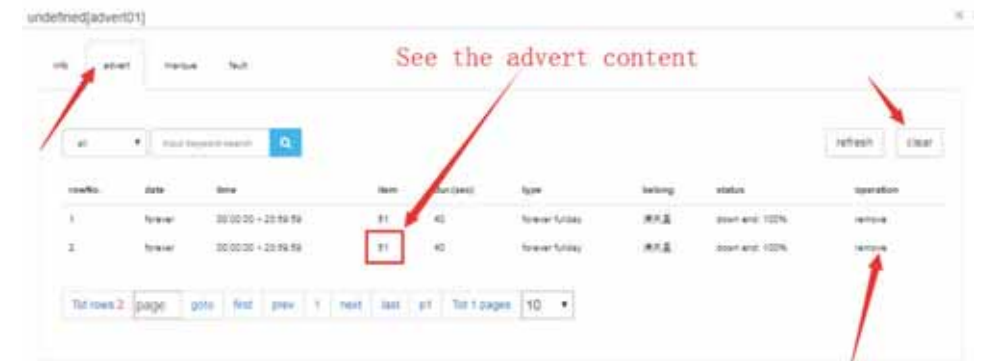 undefined[advert01]
info advert marque fault
See the advert content
all input keyword search refresh clear
rowNo. date time item dur.(sec) type belong status operation
1 forever 00:00:00 - 23:59:59 40 forever fullday down end: 100% remove
2 forever 00:00:00 - 23:59:59 40 forever fullday down end: 100% remove
Tot rows 2 page goto first prev 1 next last p1 Tot 1 pages 10